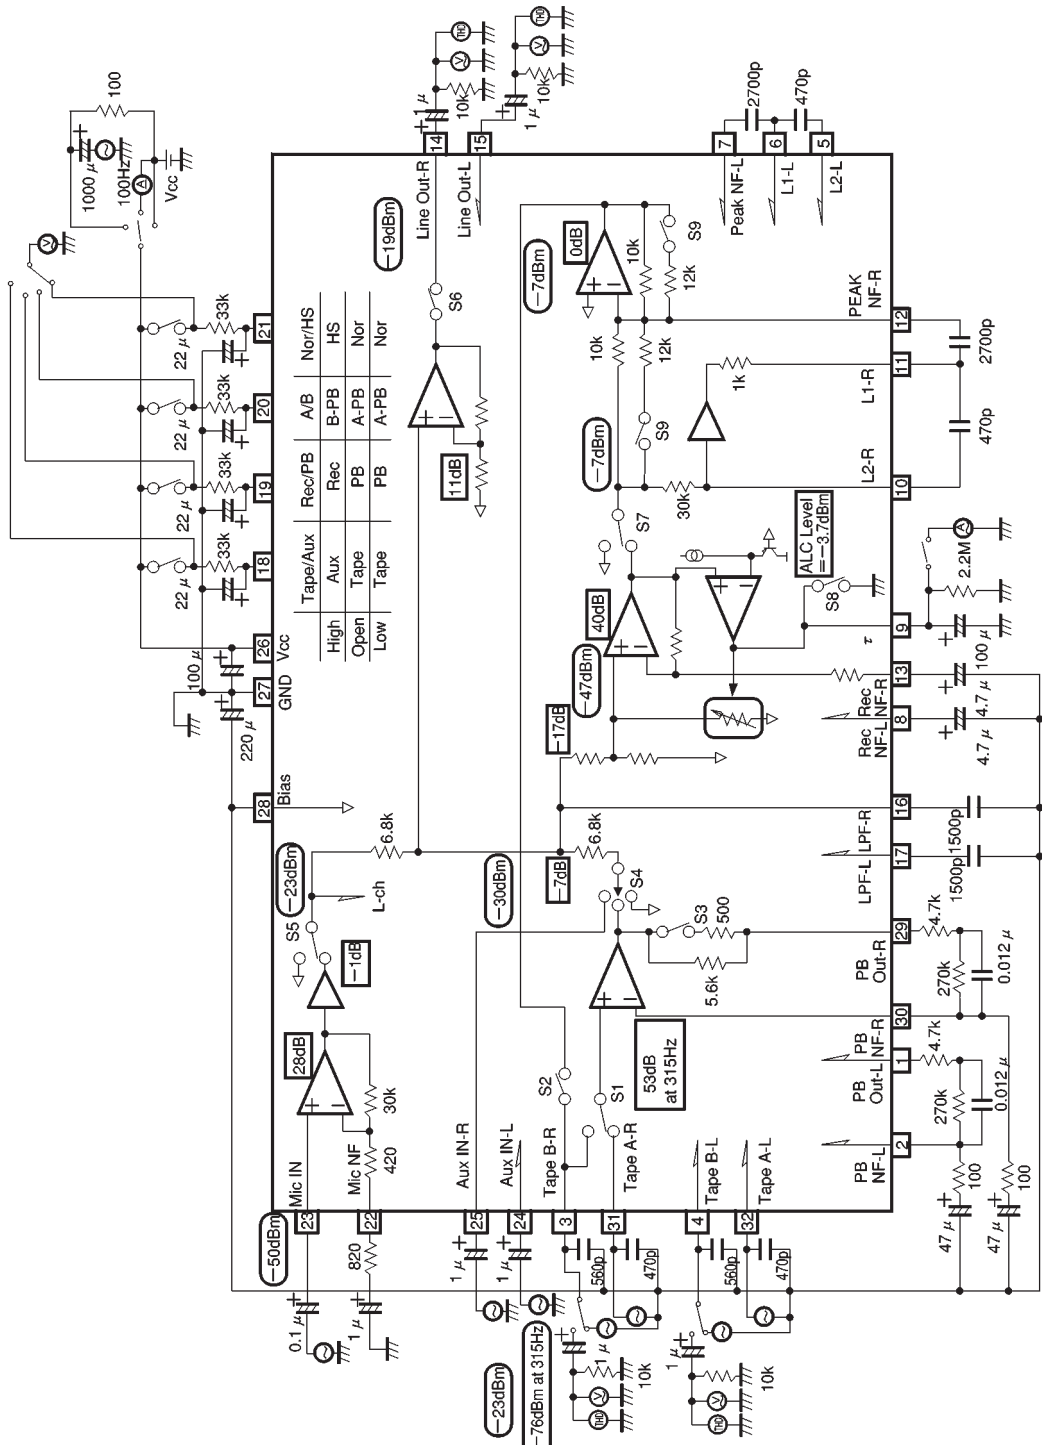 100
1000 μ
100Hz
A
Vcc
V
33k
22 μ
33k
22 μ
33k
22 μ
33k
22 μ
21
20
19
18
26
Vcc
100 μ
27
GND
220 μ
28
Bias
Tape/Aux Rec/PB A/B Nor/HS
High Aux Rec B-PB HS
Open Tape PB A-PB Nor
Low Tape PB A-PB Nor
1 μ
10k
V
THD
14
Line Out-R
−19dBm
S6
11dB
1 μ
10k
V
THD
15
Line Out-L
2700p
470p
7
Peak NF-L
6
L1-L
5
L2-L
−7dBm
0dB
10k
S9
12k
10k
12k
S9
−7dBm
PEAK
NF-R
12
2700p
1k
11
L1-R
470p
L2-R
10
30k
S7
40dB
−47dBm
ALC Level
=−3.7dBm
S8
A
2.2M
τ
9
100 μ
13
Rec
NF-R
4.7 μ
8
Rec
NF-L
4.7 μ
−17dB
16
LPF-R
1500p
17
LPF-L
1500p
6.8k
−7dB
6.8k
−30dBm
S4
S3
500
5.6k
29
PB
Out-R
4.7k
270k
0.012 μ
30
PB
NF-R
1
PB
Out-L
4.7k
270k
0.012 μ
2
PB
NF-L
100
47 μ
100
47 μ
53dB
at 315Hz
S2
S1
−23dBm
L-ch
S5
−1dB
28dB
30k
420
Mic IN
Mic NF
23
−50dBm
22
820
0.1 μ
1 μ
Aux IN-R
25
1 μ
Aux IN-L
24
1 μ
Tape B-R
3
Tape A-R
31
560p
470p
Tape B-L
4
Tape A-L
32
560p
470p
−23dBm
−76dBm at 315Hz
1 μ
10k
V
THD
1 μ
10k
V
THD